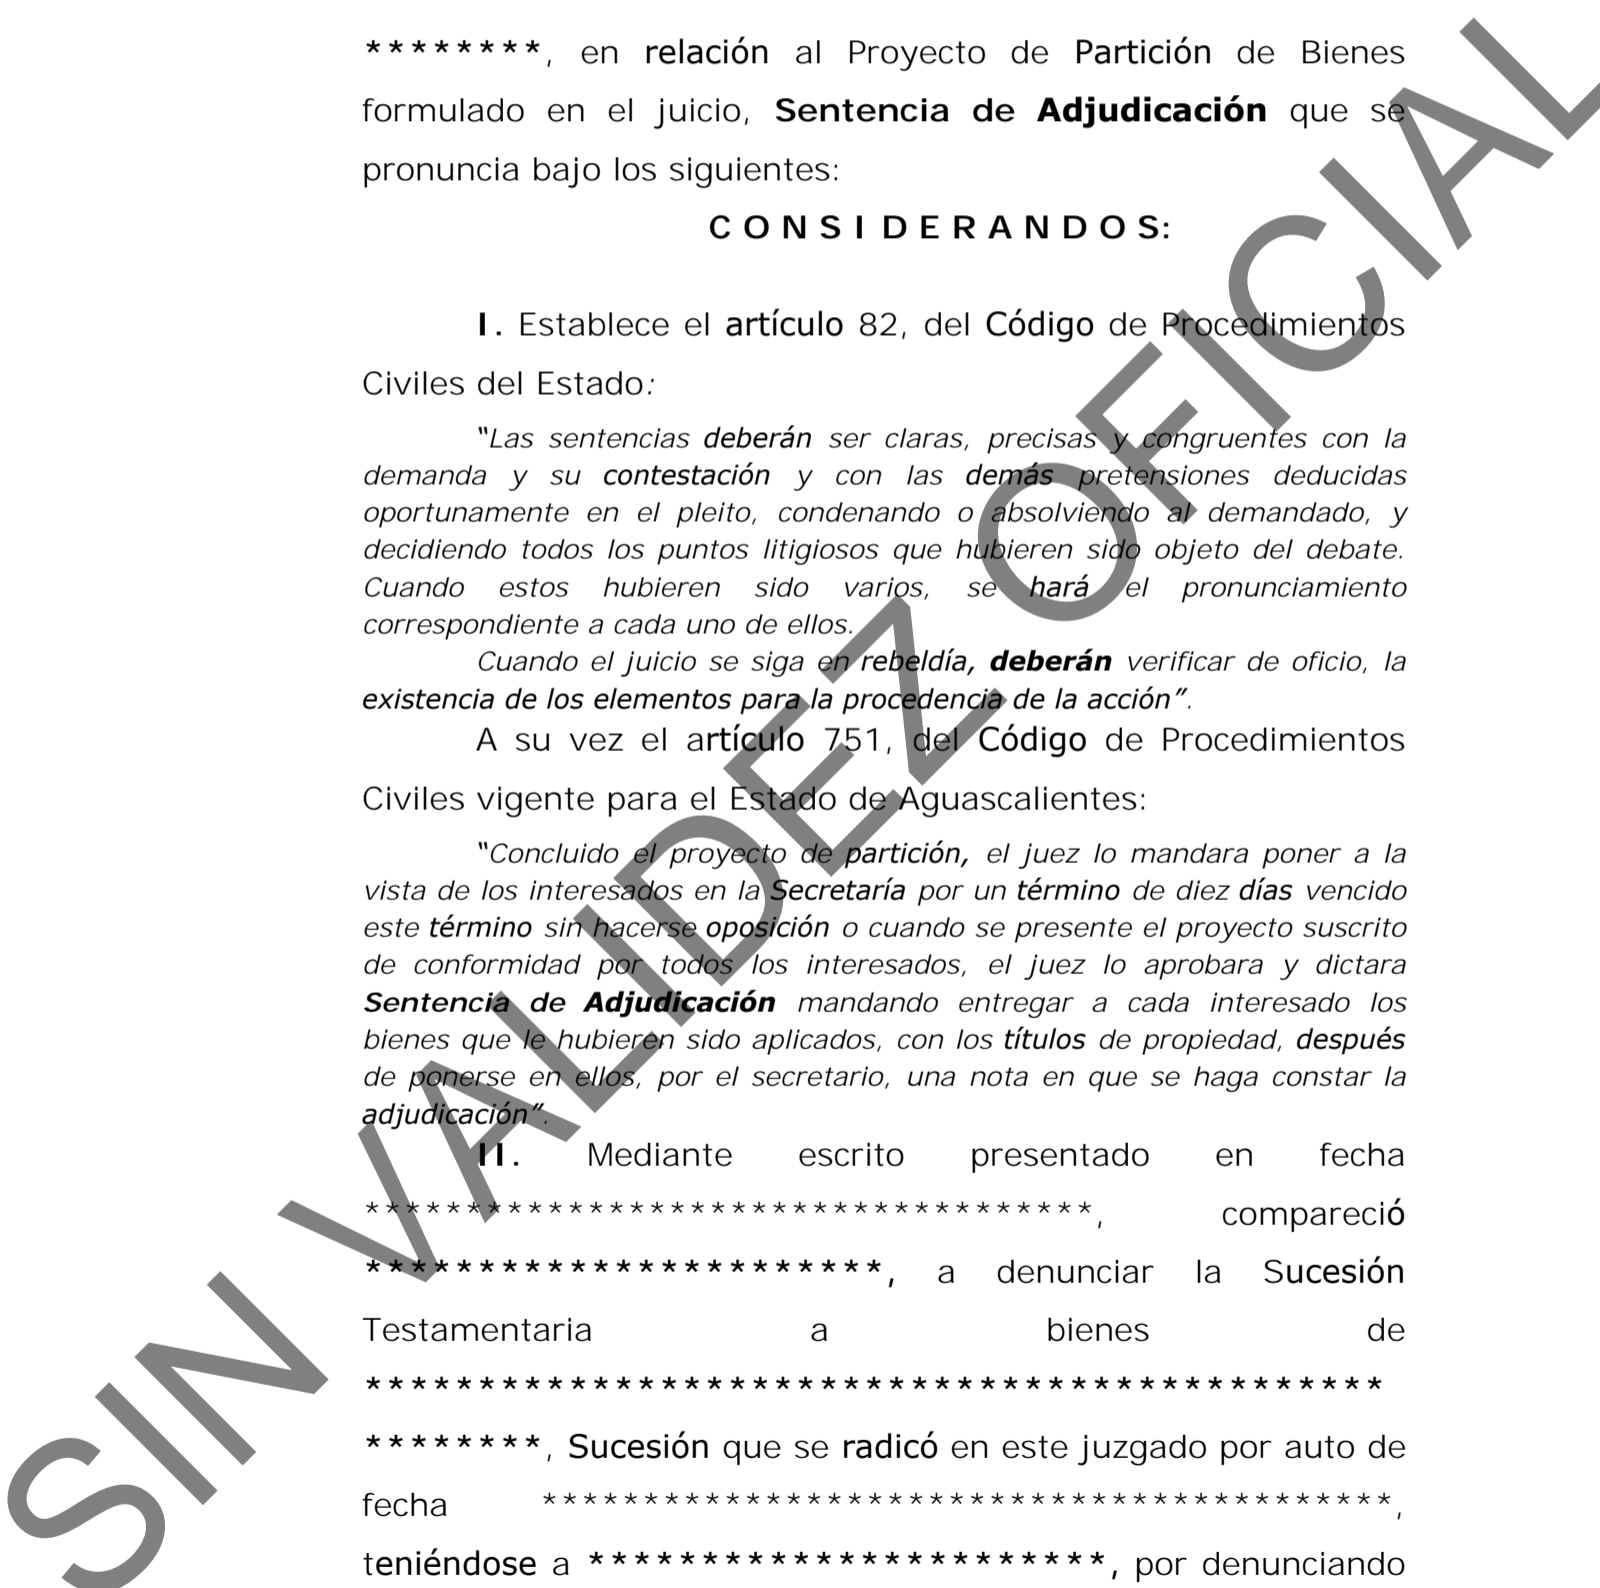 ********, en relación al Proyecto de Partición de Bienes
formulado en el juicio, Sentencia de Adjudicación que se
pronuncia bajo los siguientes:
C O N S I D E R A N D O S:
I. Establece el artículo 82, del Código de Procedimientos
Civiles del Estado:
“Las sentencias deberán ser claras, precisas y congruentes con la
demanda y su contestación y con las demás pretensiones deducidas
oportunamente en el pleito, condenando o absolviendo al demandado, y
decidiendo todos los puntos litigiosos que hubieren sido objeto del debate.
Cuando estos hubieren sido varios, se hará el pronunciamiento
correspondiente a cada uno de ellos.
Cuando el juicio se siga en rebeldía, deberán verificar de oficio, la
existencia de los elementos para la procedencia de la acción”.
A su vez el artículo 751, del Código de Procedimientos
Civiles vigente para el Estado de Aguascalientes:
“Concluido el proyecto de partición, el juez lo mandara poner a la
vista de los interesados en la Secretaría por un término de diez días vencido
este término sin hacerse oposición o cuando se presente el proyecto suscrito
de conformidad por todos los interesados, el juez lo aprobara y dictara
Sentencia de Adjudicación mandando entregar a cada interesado los
bienes que le hubieren sido aplicados, con los títulos de propiedad, después
de ponerse en ellos, por el secretario, una nota en que se haga constar la
adjudicación”.
II. Mediante escrito presentado en fecha
************************************, compareció
***********************, a denunciar la Sucesión
Testamentaria a bienes de
*********************************************
********, Sucesión que se radicó en este juzgado por auto de
fecha ******************************************,
teniéndose a ***********************, por denunciando
SIN VALIDEZ OFICIAL